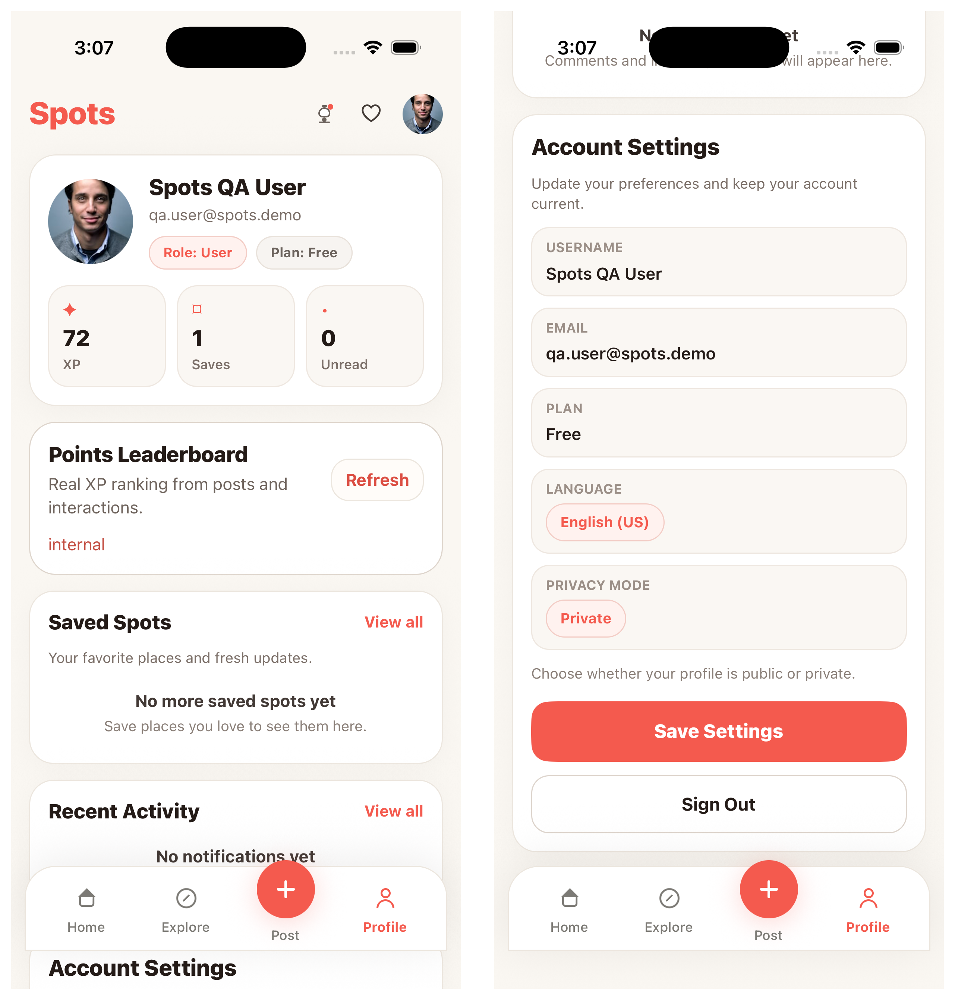 3:07
Spots
Spots QA User
qa.user@spots.demo
Role: User
Plan: Free
72
XP
1
Saves
0
Unread
Points Leaderboard
Real XP ranking from posts and
interactions.
Refresh
internal
Saved Spots
View all
Your favorite places and fresh updates.
No more saved spots yet
Save places you love to see them here.
Recent Activity
View all
No notifications yet
Home
Explore
Post
Profile
Account Settings
3:07
Comments and
will appear here.
Account Settings
Update your preferences and keep your account
current.
USERNAME
Spots QA User
EMAIL
qa.user@spots.demo
PLAN
Free
LANGUAGE
English (US)
PRIVACY MODE
Private
Choose whether your profile is public or private.
Save Settings
Sign Out
Home
Explore
Post
Profile